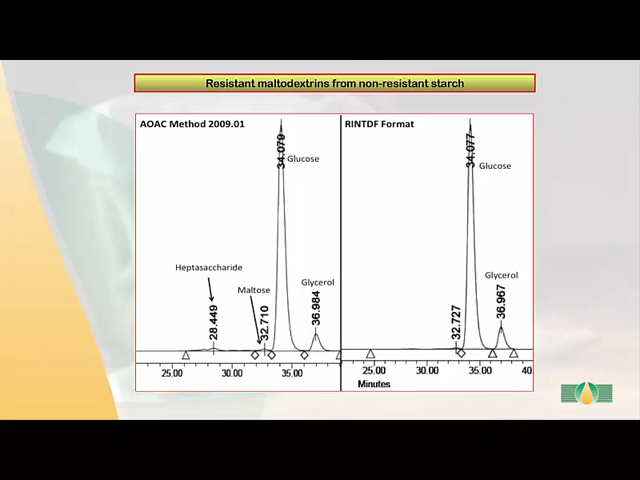 Resistant maltodextrins from non-resistant starch
AOAC Method 2009.01
34.079
Glucose
Heptasaccharide
28.449
Maltose
32.710
Glycerol
36.984
25.00 30.00 35.00
RINTDF Format
34.077
Glucose
32.727
Glycerol
36.967
25.00 30.00 35.00 40.
Minutes